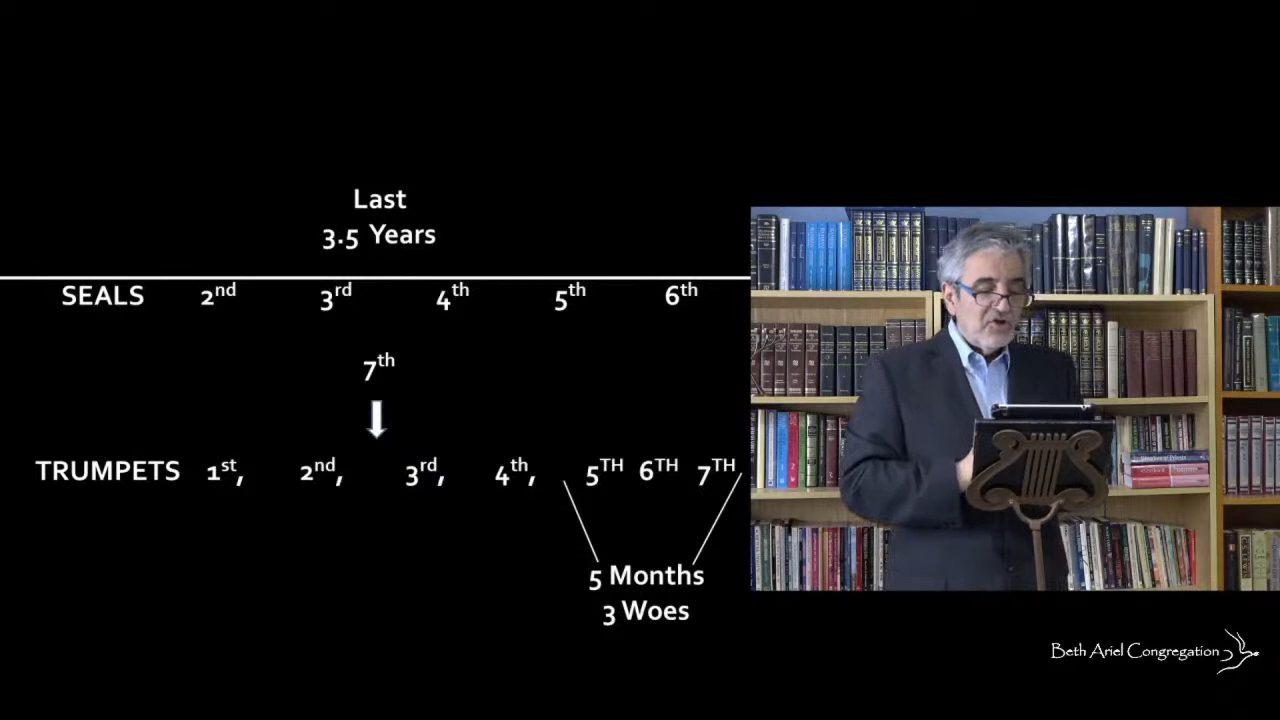 Last
3.5 Years
SEALS 2nd 3rd 4th 5th 6th
7th
TRUMPETS 1st, 2nd, 3rd, 4th, 5TH 6TH 7TH
5 Months
3 Woes
Beth Ariel Congregation